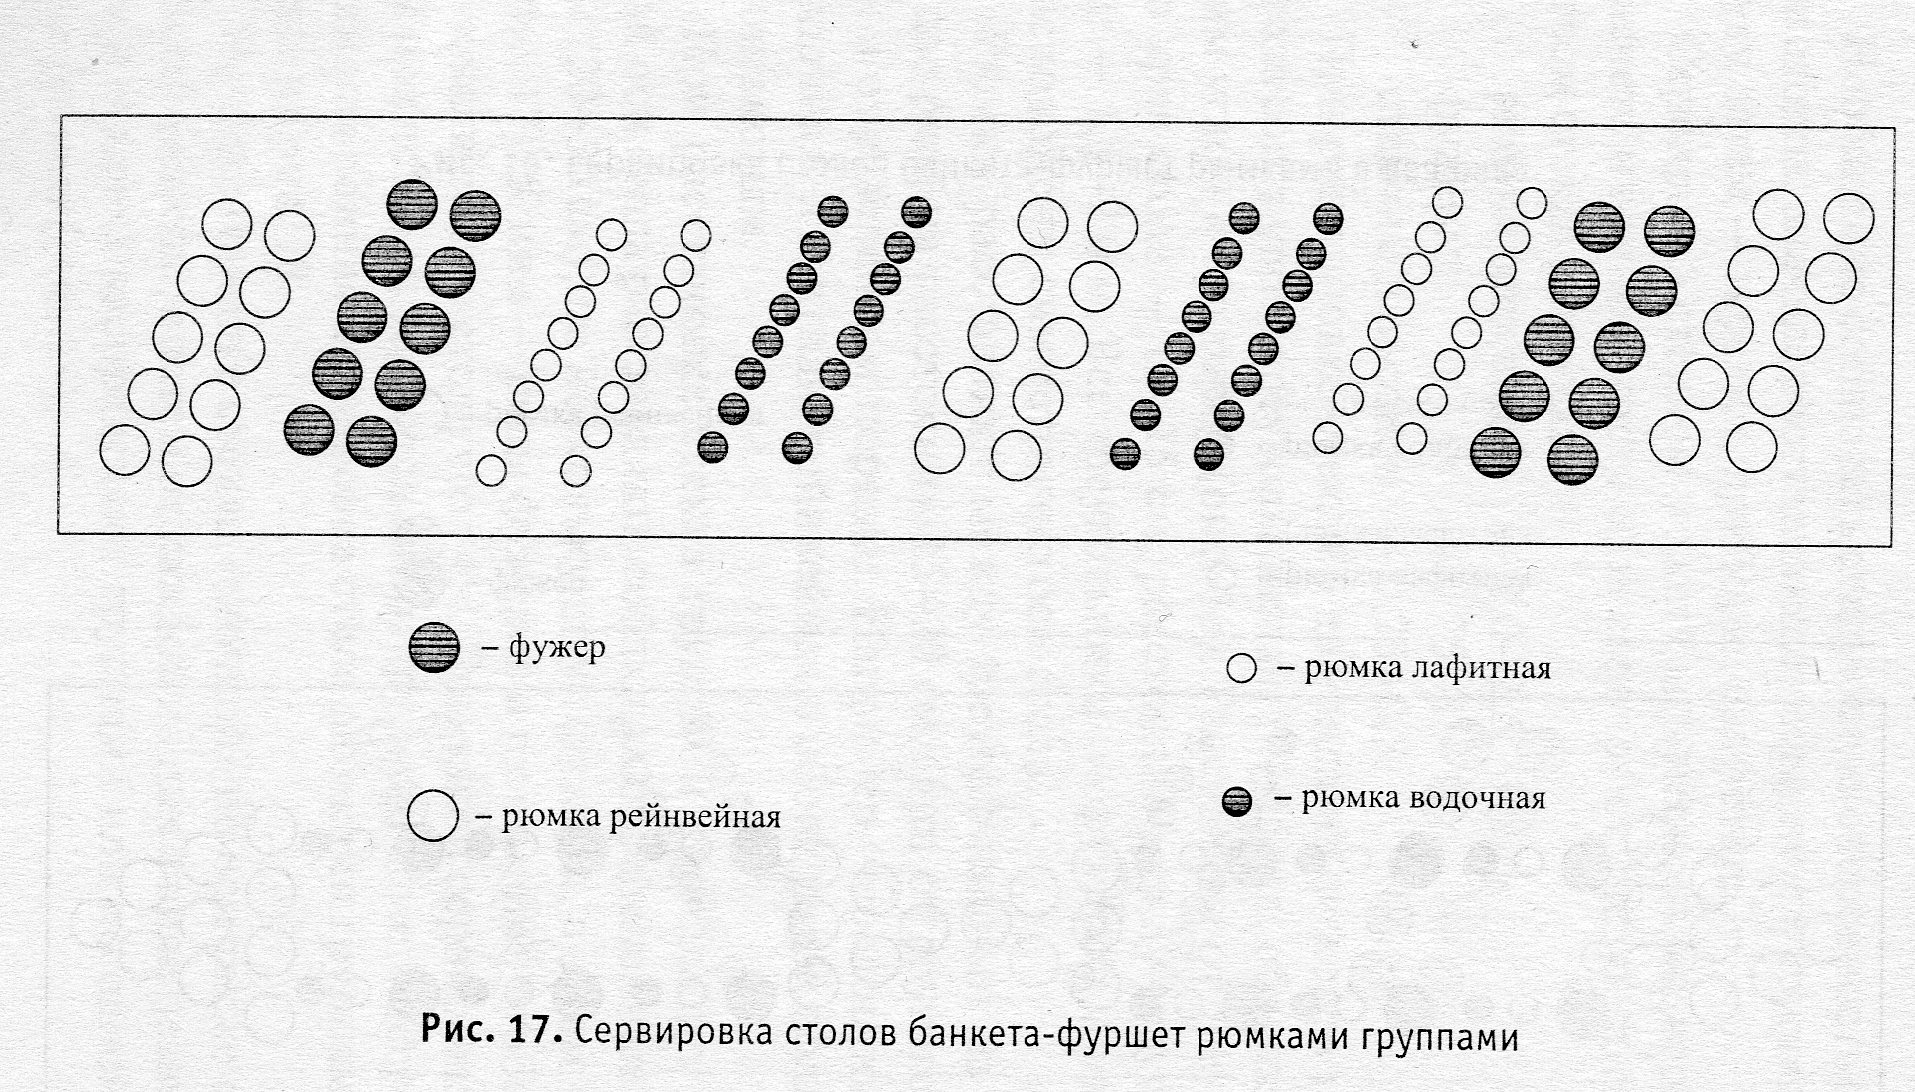 – фужер
– рюмка лафитная
– рюмка рейнвейная
– рюмка водочная
Рис. 17. Сервировка столов банкета-фуршет рюмками группами